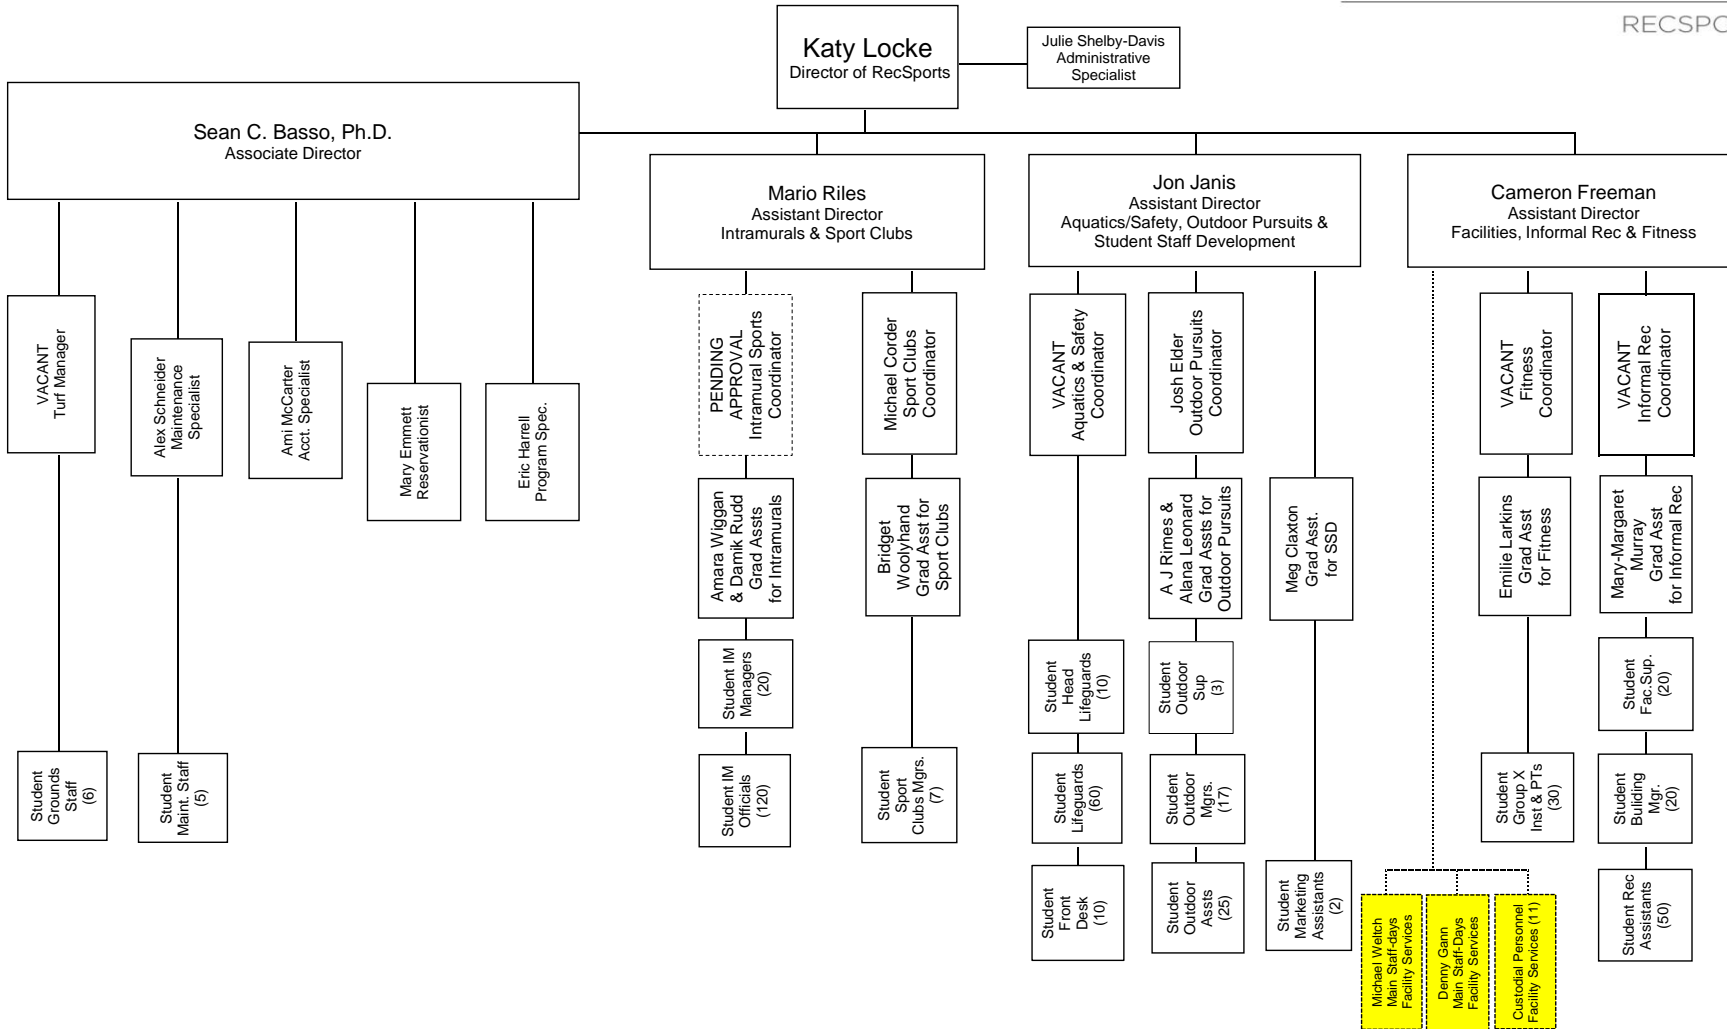 RECSPO
Katy Locke
Director of RecSports
Julie Shelby-Davis
Administrative
Specialist
Sean C. Basso, Ph.D.
Associate Director
Mario Riles
Assistant Director
Intramurals & Sport Clubs
Jon Janis
Assistant Director
Aquatics/Safety, Outdoor Pursuits &
Student Staff Development
Cameron Freeman
Assistant Director
Facilities, Informal Rec & Fitness
VACANT
Turf Manager
Alex Schneider
Maintenance
Specialist
Ami McCarter
Acct. Specialist
Mary Emmett
Reservationist
Eric Harrell
Program Spec.
PENDING
APPROVAL
Intramural Sports
Coordinator
Michael Corder
Sport Clubs
Coordinator
VACANT
Aquatics & Safety
Coordinator
Josh Elder
Outdoor Pursuits
Coordinator
VACANT
Fitness
Coordinator
VACANT
Informal Rec
Coordinator
Amara Wiggan
& Damik Rudd
Grad Assts
for Intramurals
Bridget
Woolyhand
Grad Asst for
Sport Clubs
A J Rimes &
Alana Leonard
Grad Assts for
Outdoor Pursuits
Meg Claxton
Grad Asst.
for SSD
Emilie Larkins
Grad Asst
for Fitness
Mary-Margaret
Murray
Grad Asst
for Informal Rec
Student IM
Managers
(20)
Student
Head
Lifeguards
(10)
Student
Outdoor
Sup
(3)
Student
Fac.Sup.
(20)
Student
Grounds
Staff
(6)
Student
Maint. Staff
(5)
Student IM
Officials
(120)
Student
Sport
Clubs Mgrs.
(7)
Student
Lifeguards
(60)
Student
Outdoor
Mgrs.
(17)
Student
Group X
Inst & PTs
(30)
Student
Building
Mgr.
(20)
Student
Front
Desk
(10)
Student
Outdoor
Assts
(25)
Student
Marketing
Assistants
(2)
Michael Weltch
Main Staff-days
Facility Services
Denny Gann
Main Staff-Days
Facility Services
Custodial Personnel
Facility Services (11)
Student Rec
Assistants
(50)